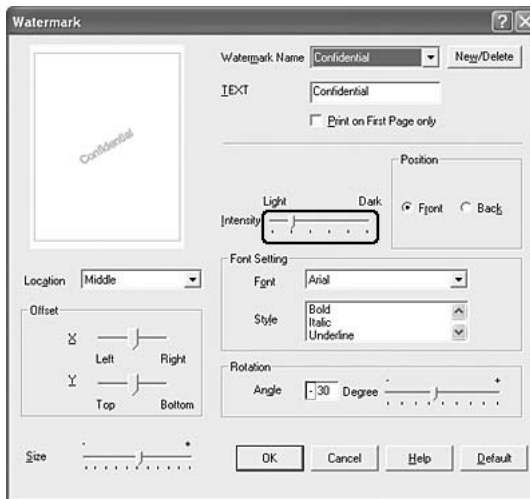 Watermark
Confidential
Watermark Name Confidential New/Delete
TEXT Confidential
Print on First Page only
Position
Front Back
Light Dark
Intensity
Location Middle
Font Setting
Font Arial
Style Bold
Italic
Underline
Offset
X
Left Right
Y
Top Bottom
Rotation
Angle - 30 Degree - +
Size - +
OK Cancel Help Default